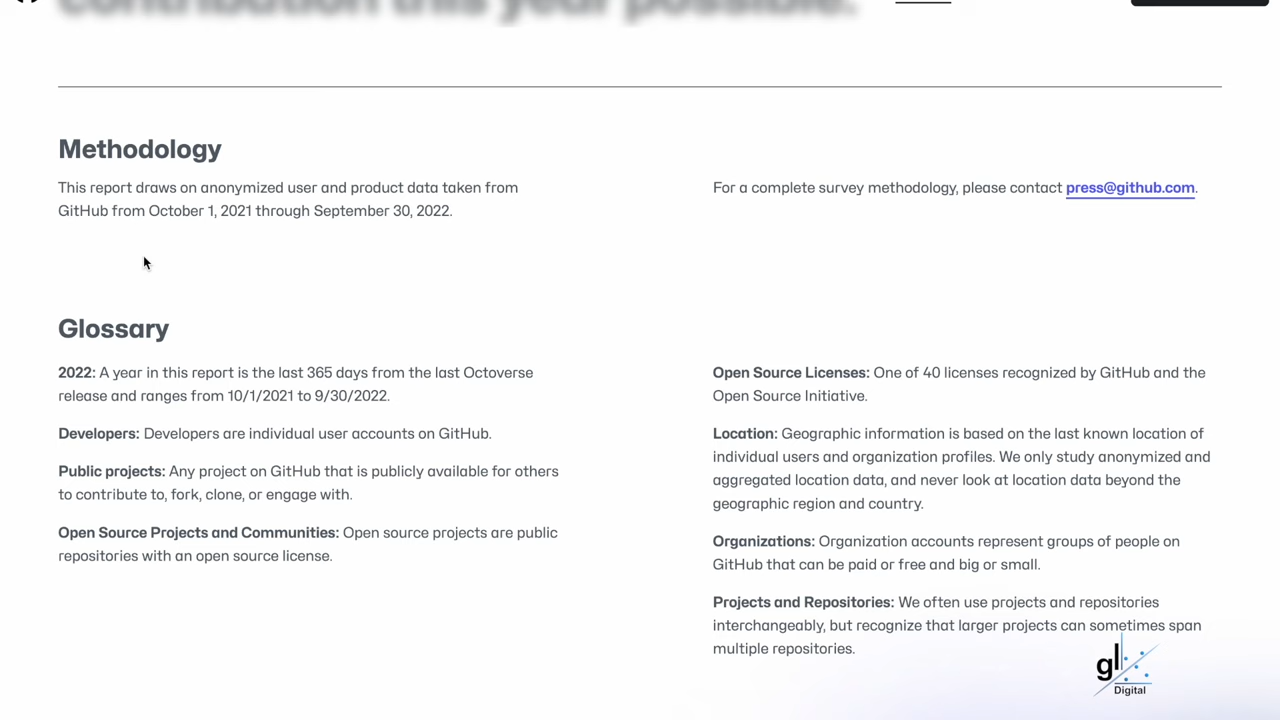 contribution this year possible.
Methodology
This report draws on anonymized user and product data taken from
GitHub from October 1, 2021 through September 30, 2022.
For a complete survey methodology, please contact press@github.com.
Glossary
2022: A year in this report is the last 365 days from the last Octoverse
release and ranges from 10/1/2021 to 9/30/2022.
Developers: Developers are individual user accounts on GitHub.
Public projects: Any project on GitHub that is publicly available for others
to contribute to, fork, clone, or engage with.
Open Source Projects and Communities: Open source projects are public
repositories with an open source license.
Open Source Licenses: One of 40 licenses recognized by GitHub and the
Open Source Initiative.
Location: Geographic information is based on the last known location of
individual users and organization profiles. We only study anonymized and
aggregated location data, and never look at location data beyond the
geographic region and country.
Organizations: Organization accounts represent groups of people on
GitHub that can be paid or free and big or small.
Projects and Repositories: We often use projects and repositories
interchangeably, but recognize that larger projects can sometimes span
multiple repositories.
gl
Digital